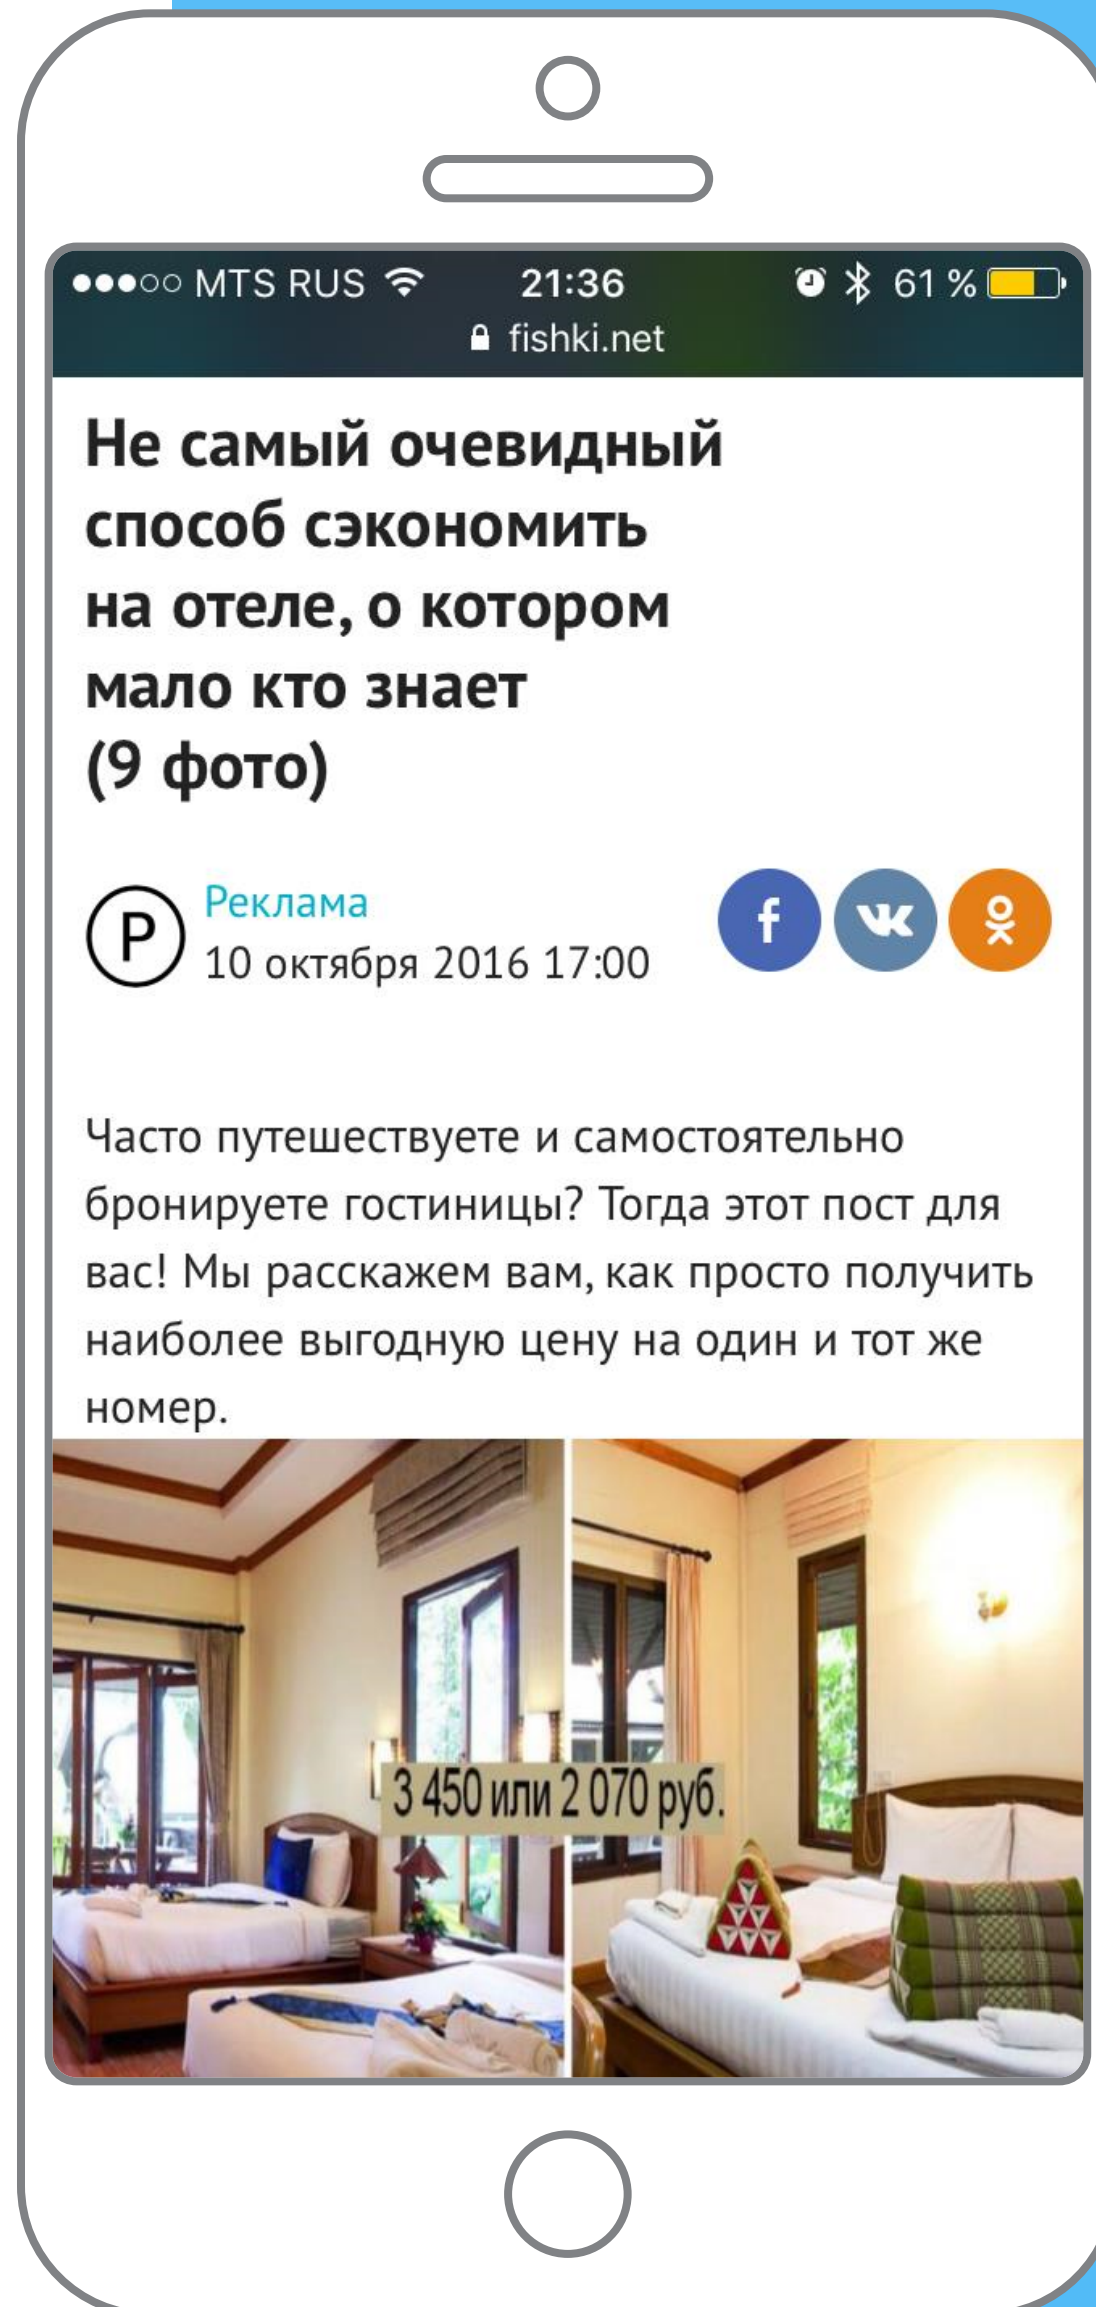 MTS RUS 21:36 61 %
fishki.net
Не самый очевидный
способ сэкономить
на отеле, о котором
мало кто знает
(9 фото)
Р
Реклама
10 октября 2016 17:00
Часто путешествуете и самостоятельно
бронируете гостиницы? Тогда этот пост для
вас! Мы расскажем вам, как просто получить
наиболее выгодную цену на один и тот же
номер.
3 450 или 2 070 руб.